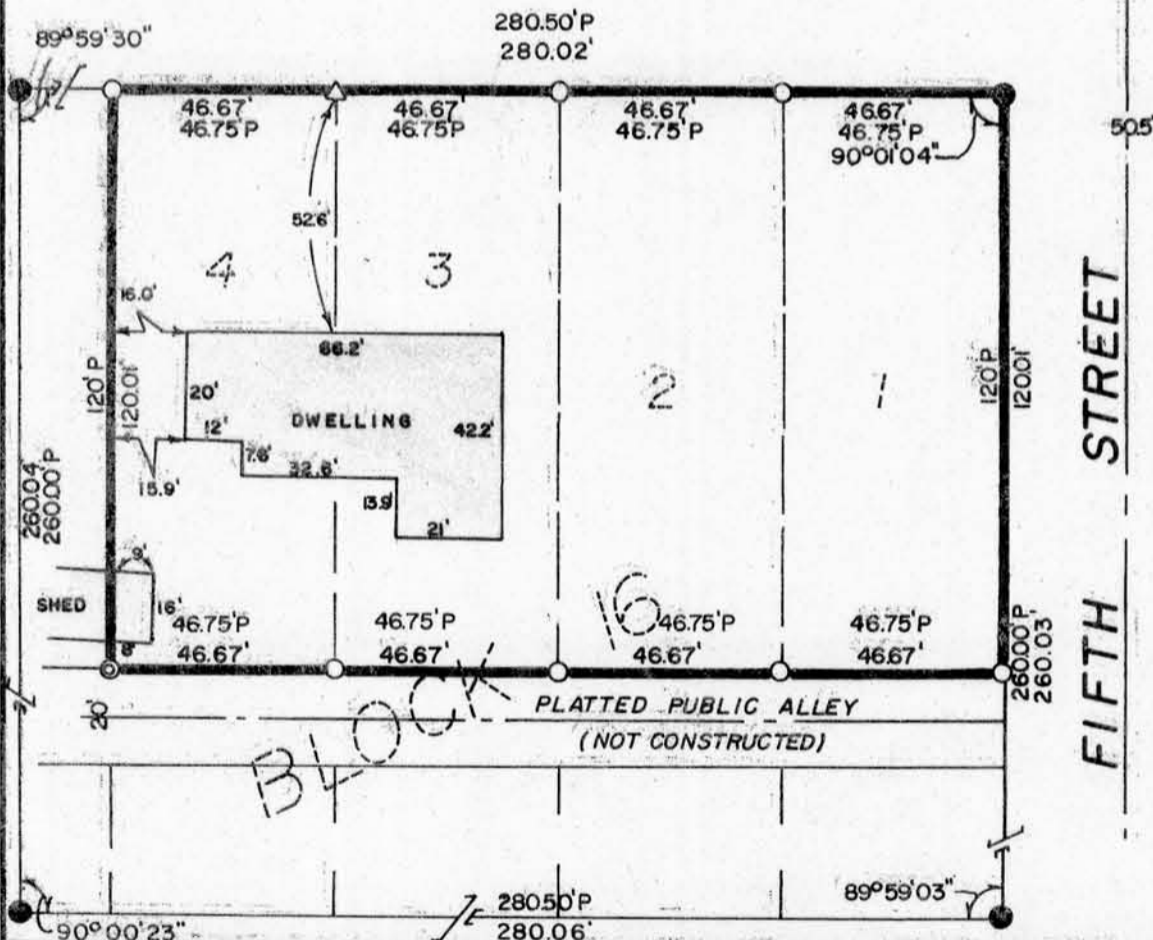 280.50'P
280.02'
89°59'30"
46.67'
46.75'P
46.67'
46.75'P
46.67'
46.75'P
46.67'
46.75'P
90°01'04"
50.5'
52.6'
4
3
16.0'
66.2'
120'P
120.01'
20'
DWELLING
42.2'
2
1
120'P
120.01'
12'
7.8'
32.8'
15.9'
13.9'
21'
260.04
260.00'P
FIFTH STREET
9'
SHED
16'
8'
46.75'P
46.67'
46.75'P
46.67'
46.75'P
46.67'
46.75'P
46.67'
260.00'P
260.03'
BLOCK 16
20'
PLATTED PUBLIC ALLEY
(NOT CONSTRUCTED)
280.50'P
280.06'
89°59'03"
90°00'23"